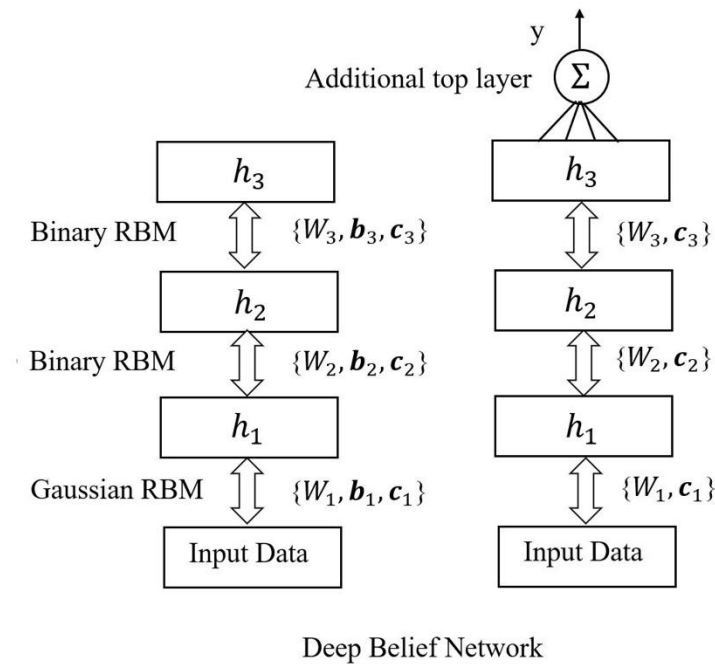 y
Additional top layer Σ
h₃ h₃
Binary RBM {W₃, b₃, c₃} {W₃, c₃}
h₂ h₂
Binary RBM {W₂, b₂, c₂} {W₂, c₂}
h₁ h₁
Gaussian RBM {W₁, b₁, c₁} {W₁, c₁}
Input Data Input Data
Deep Belief Network